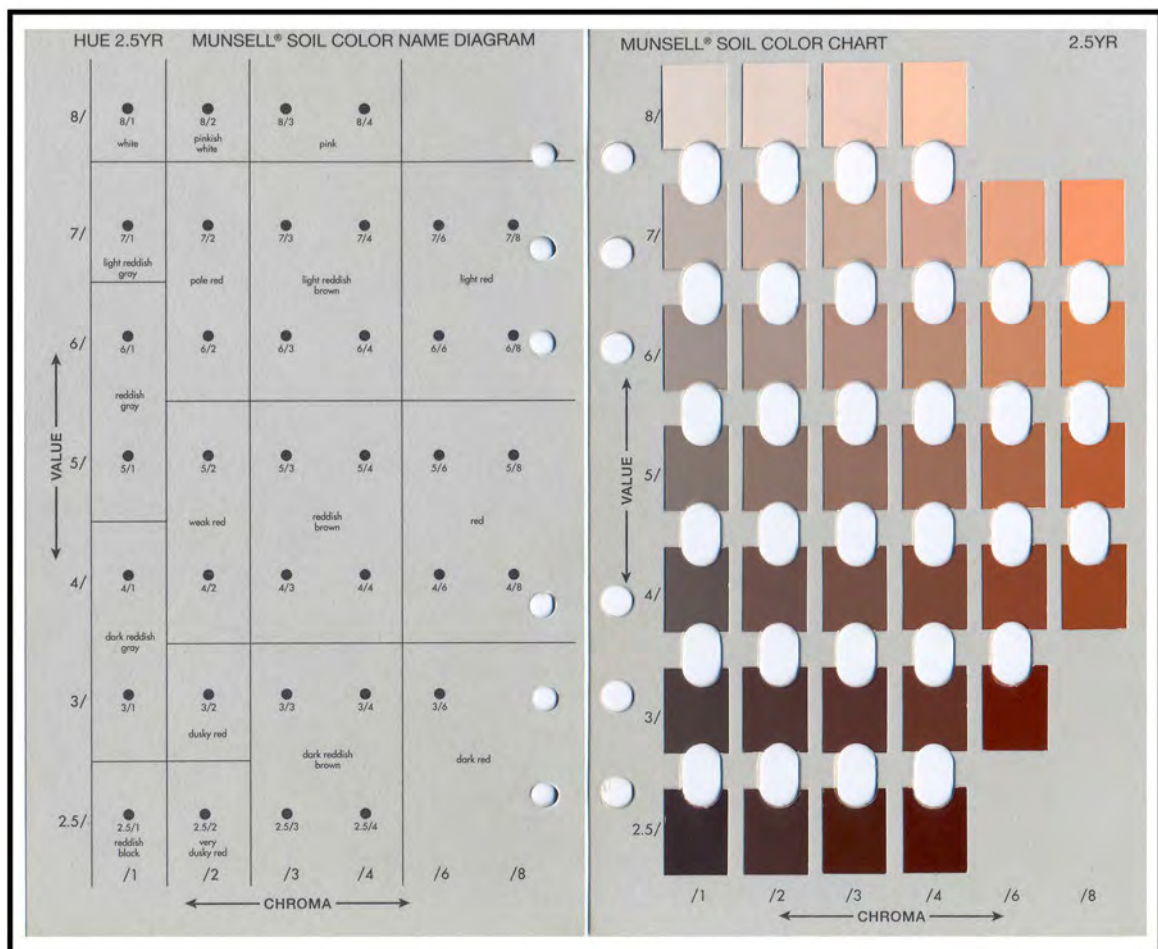 HUE 2.5YR MUNSELL® SOIL COLOR NAME DIAGRAM
8/
8/1 8/2 8/3 8/4
white pinkish white pink
7/
7/1 7/2 7/3 7/4 7/6 7/8
light reddish gray
pale red light reddish brown light red
6/
6/1 6/2 6/3 6/4 6/6 6/8
reddish gray
VALUE
5/
5/1 5/2 5/3 5/4 5/6 5/8
weak red reddish brown red
4/
4/1 4/2 4/3 4/4 4/6 4/8
dark reddish gray
3/
3/1 3/2 3/3 3/4 3/6
dusky red
dark reddish brown dark red
2.5/
2.5/1 2.5/2 2.5/3 2.5/4
reddish black very dusky red
/1 /2 /3 /4 /6 /8
CHROMA
MUNSELL® SOIL COLOR CHART 2.5YR
8/
7/
6/
VALUE
5/
4/
3/
2.5/
/1 /2 /3 /4 /6 /8
CHROMA